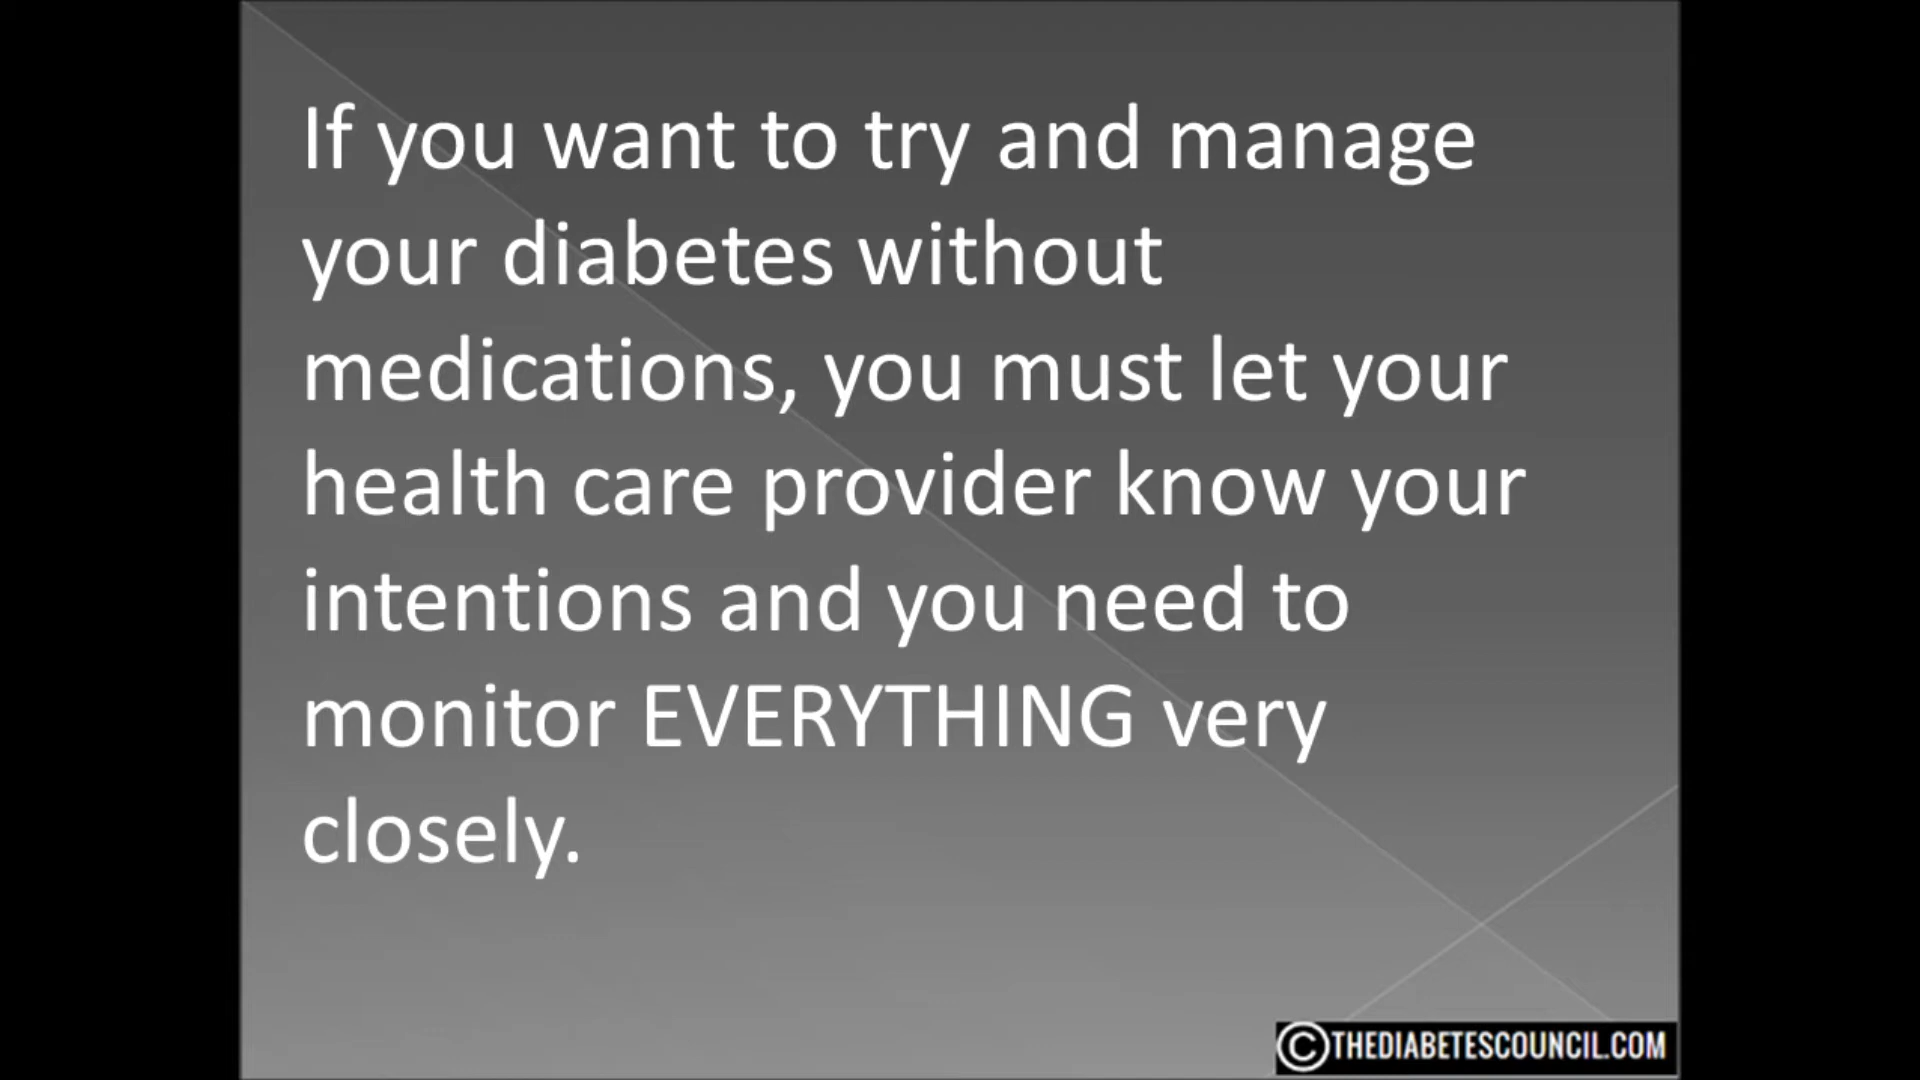 If you want to try and manage
your diabetes without
medications, you must let your
health care provider know your
intentions and you need to
monitor EVERYTHING very
closely.
©THEDIABETESCOUNCIL.COM